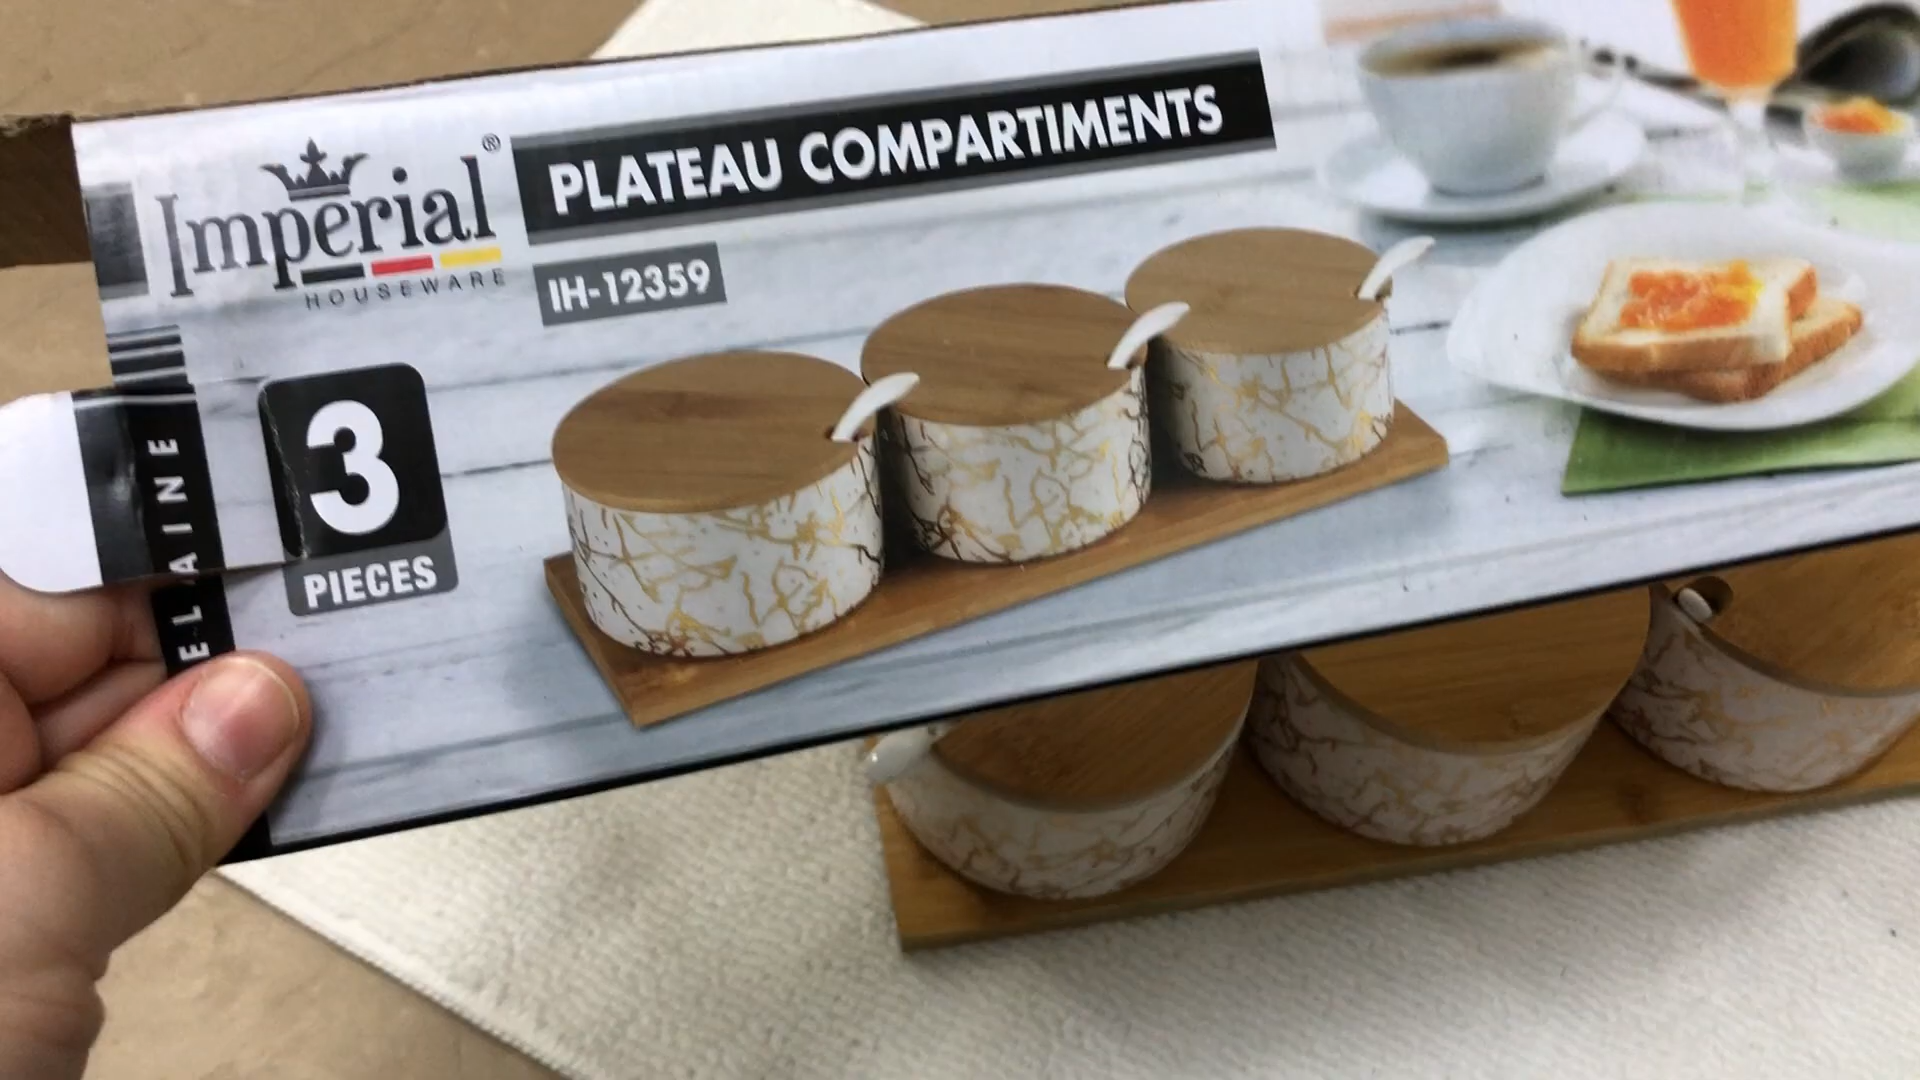 Imperial®
HOUSEWARE
PLATEAU COMPARTIMENTS
IH-12359
3
PIECES
ELAINE